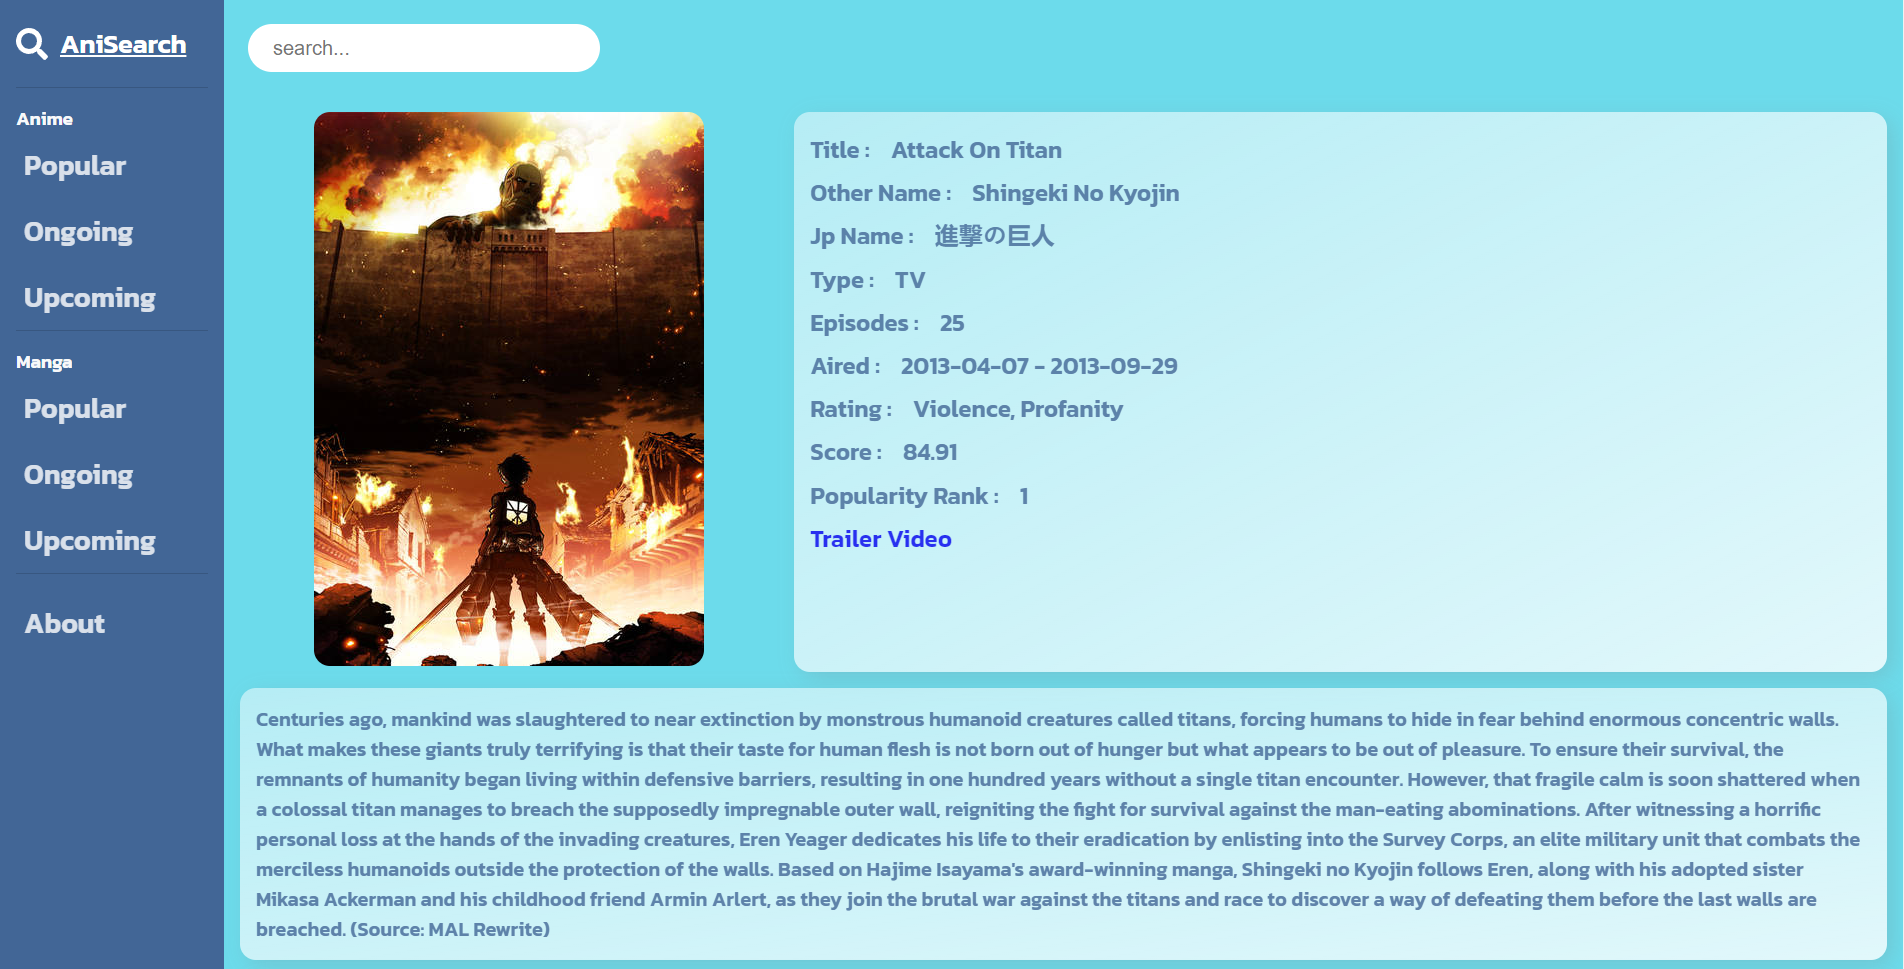 AniSearch
search...
Anime
Popular
Ongoing
Upcoming
Manga
Popular
Ongoing
Upcoming
About
Title : Attack On Titan
Other Name : Shingeki No Kyojin
Jp Name : 進撃の巨人
Type : TV
Episodes : 25
Aired : 2013-04-07 - 2013-09-29
Rating : Violence, Profanity
Score : 84.91
Popularity Rank : 1
Trailer Video
Centuries ago, mankind was slaughtered to near extinction by monstrous humanoid creatures called titans, forcing humans to hide in fear behind enormous concentric walls.
What makes these giants truly terrifying is that their taste for human flesh is not born out of hunger but what appears to be out of pleasure. To ensure their survival, the
remnants of humanity began living within defensive barriers, resulting in one hundred years without a single titan encounter. However, that fragile calm is soon shattered when
a colossal titan manages to breach the supposedly impregnable outer wall, reigniting the fight for survival against the man-eating abominations. After witnessing a horrific
personal loss at the hands of the invading creatures, Eren Yeager dedicates his life to their eradication by enlisting into the Survey Corps, an elite military unit that combats the
merciless humanoids outside the protection of the walls. Based on Hajime Isayama's award-winning manga, Shingeki no Kyojin follows Eren, along with his adopted sister
Mikasa Ackerman and his childhood friend Armin Arlert, as they join the brutal war against the titans and race to discover a way of defeating them before the last walls are
breached. (Source: MAL Rewrite)